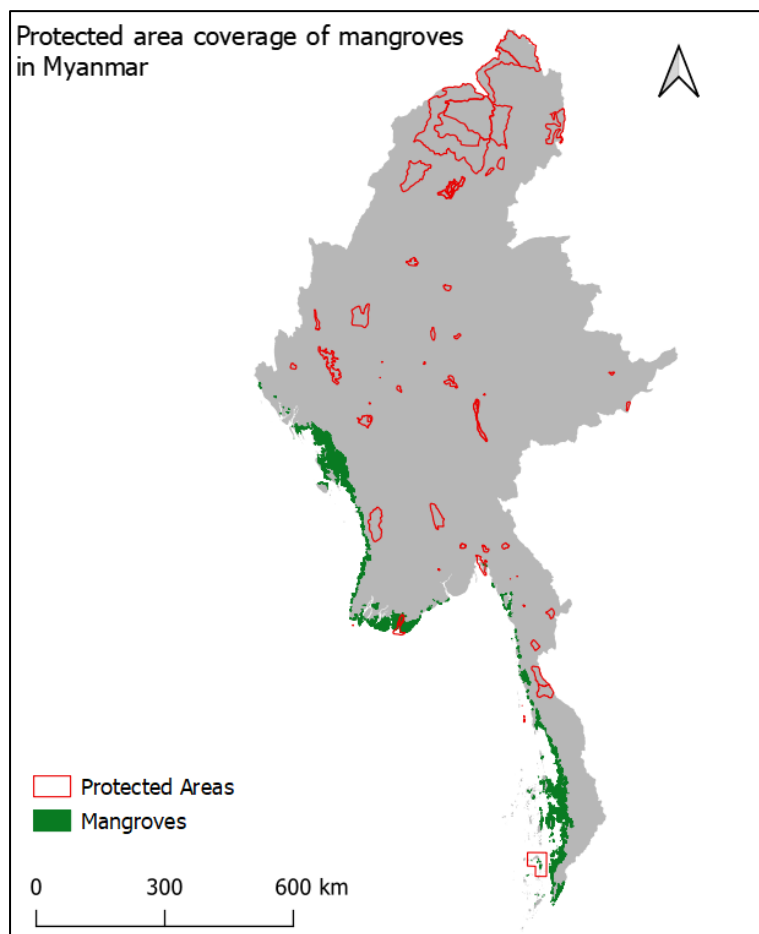 Protected area coverage of mangroves
in Myanmar
Protected Areas
Mangroves
0 300 600 km